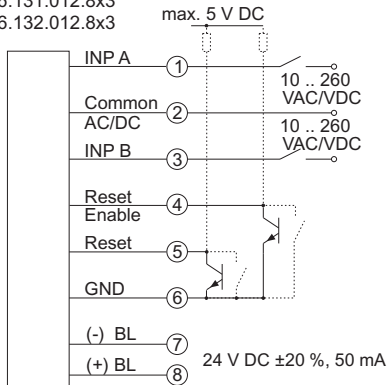 6.131.012.8x3
6.132.012.8x3
max. 5 V DC
INP A
1
10 .. 260
VAC/VDC
Common
AC/DC
2
10 .. 260
VAC/VDC
INP B
3
Reset
Enable
4
Reset
5
GND
6
(-) BL
7
(+) BL
8
24 V DC ±20 %, 50 mA